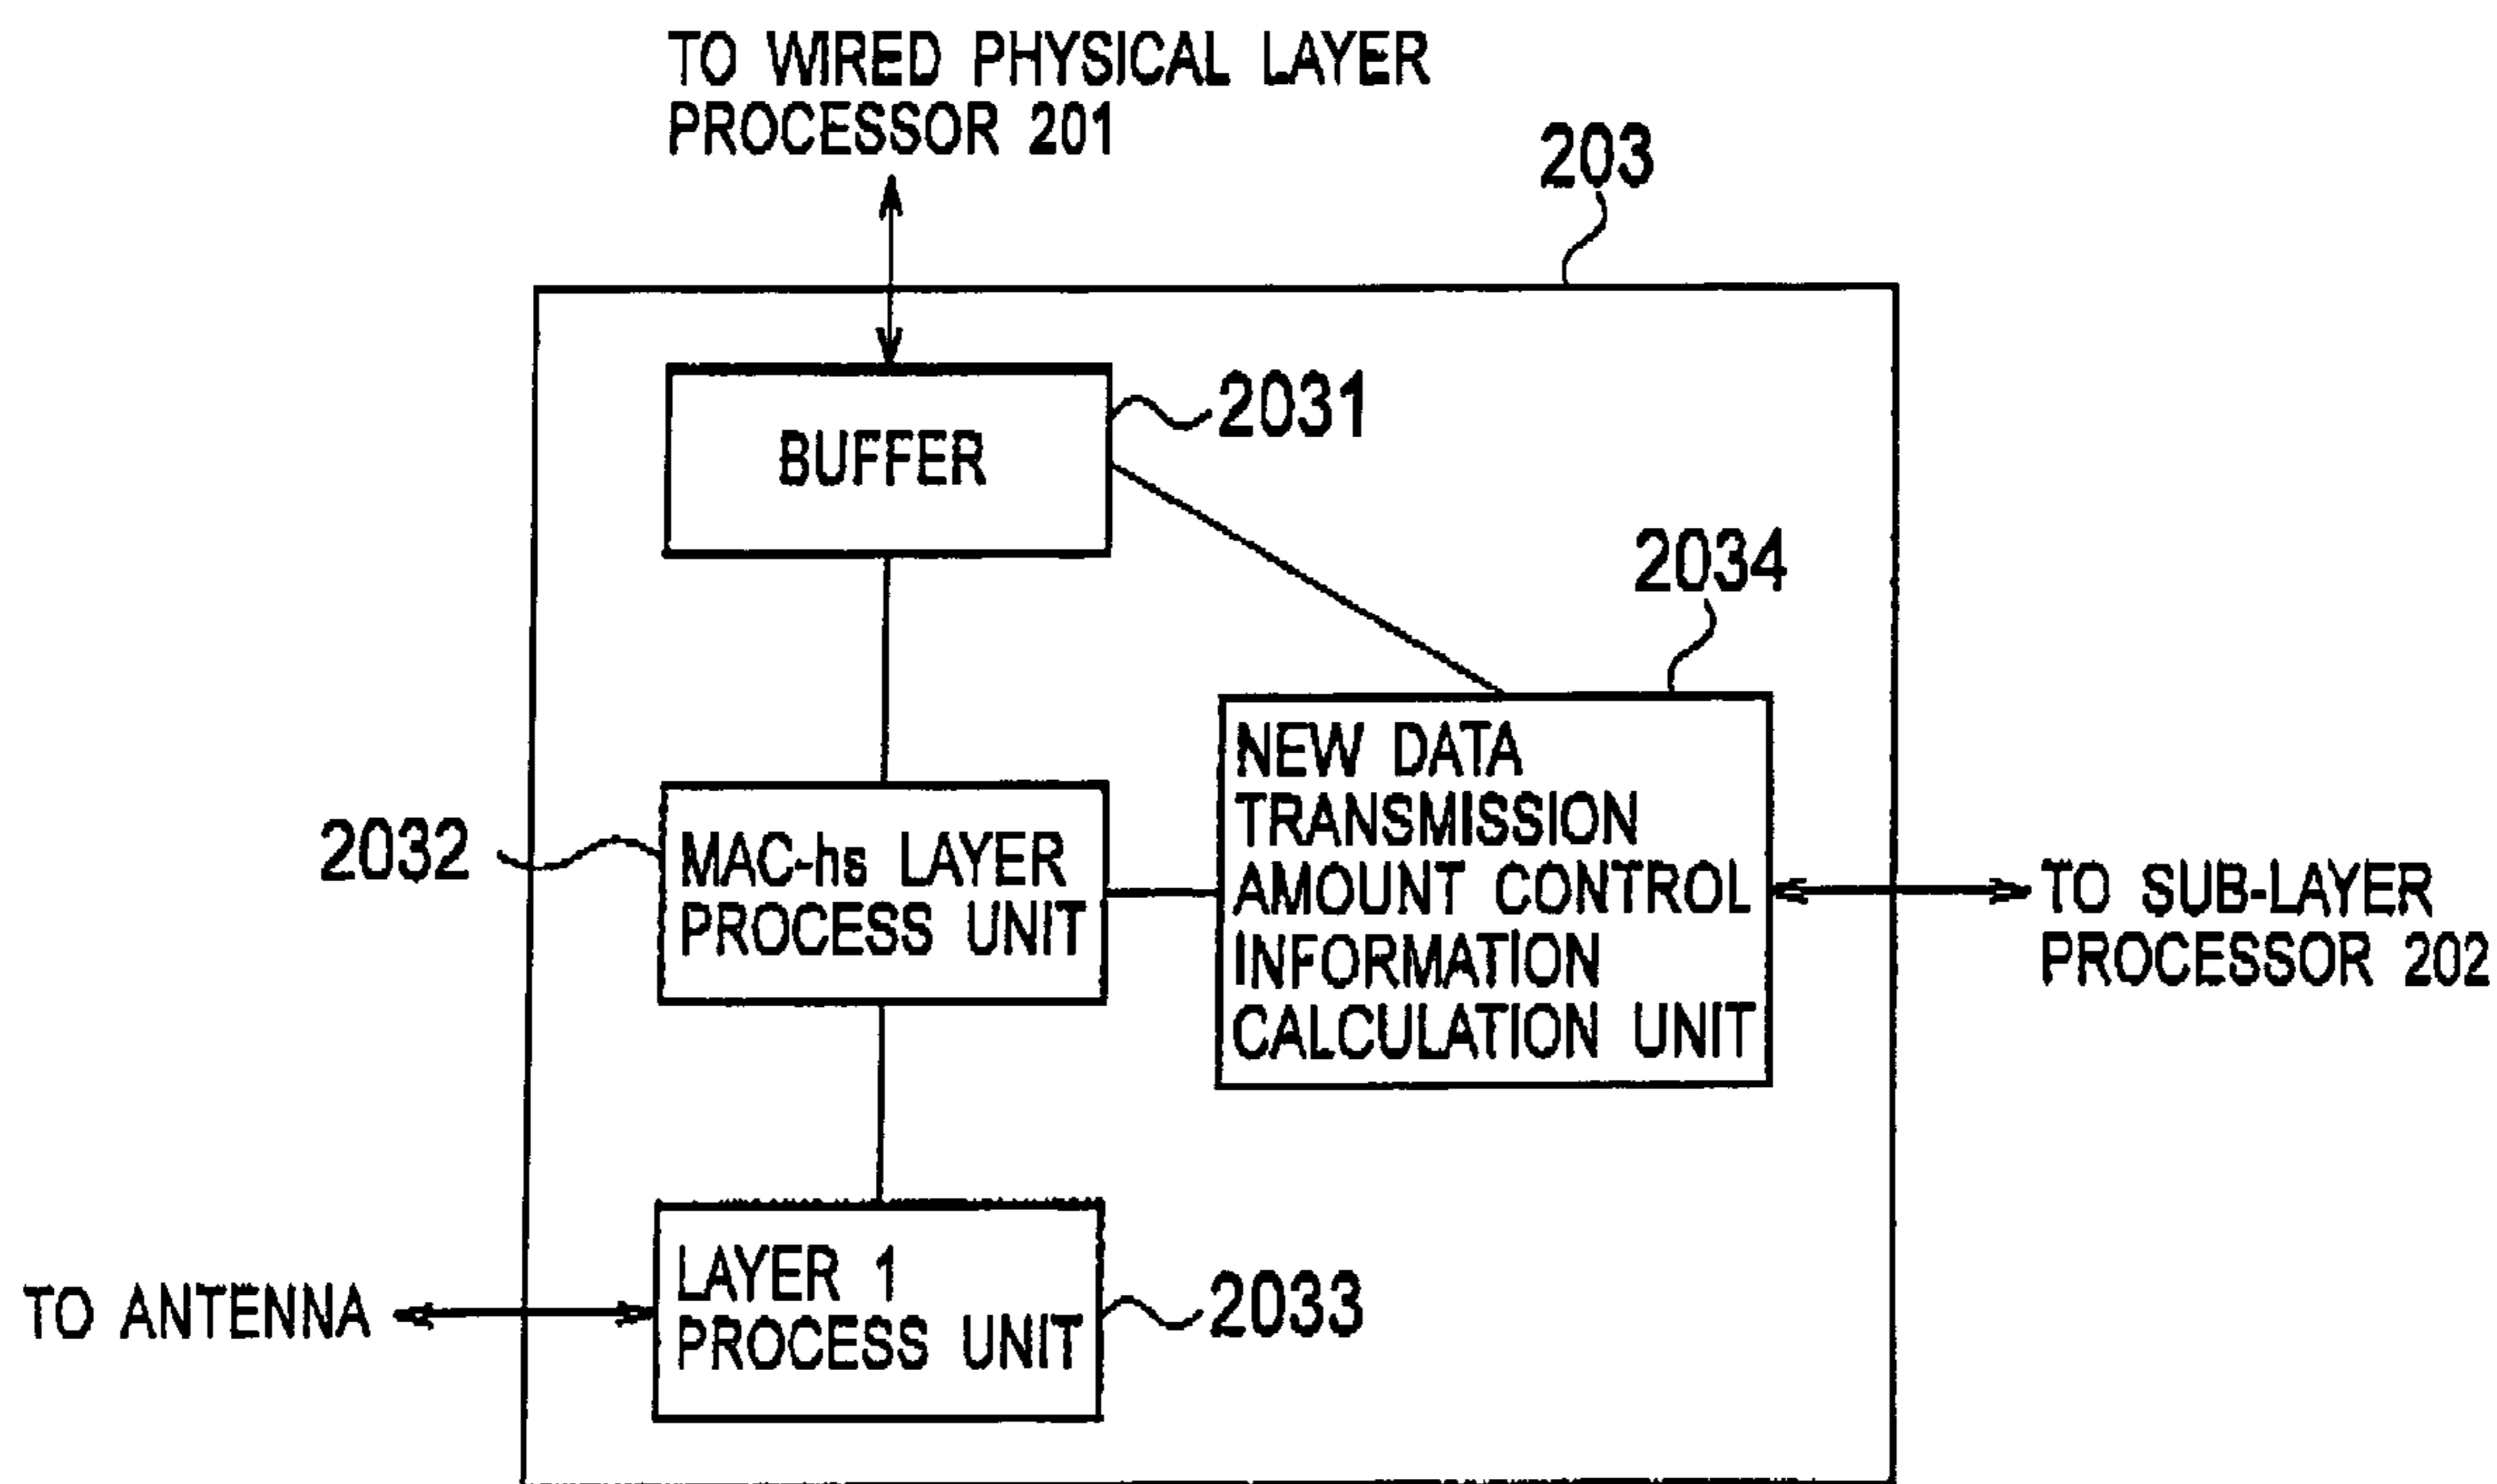 TO WIRED PHYSICAL LAYER
PROCESSOR 201
203
BUFFER
2031
2034
NEW DATA
TRANSMISSION
AMOUNT CONTROL
INFORMATION
CALCULATION UNIT
2032
MAC-hs LAYER
PROCESS UNIT
TO SUB-LAYER
PROCESSOR 202
LAYER 1
PROCESS UNIT
2033
TO ANTENNA